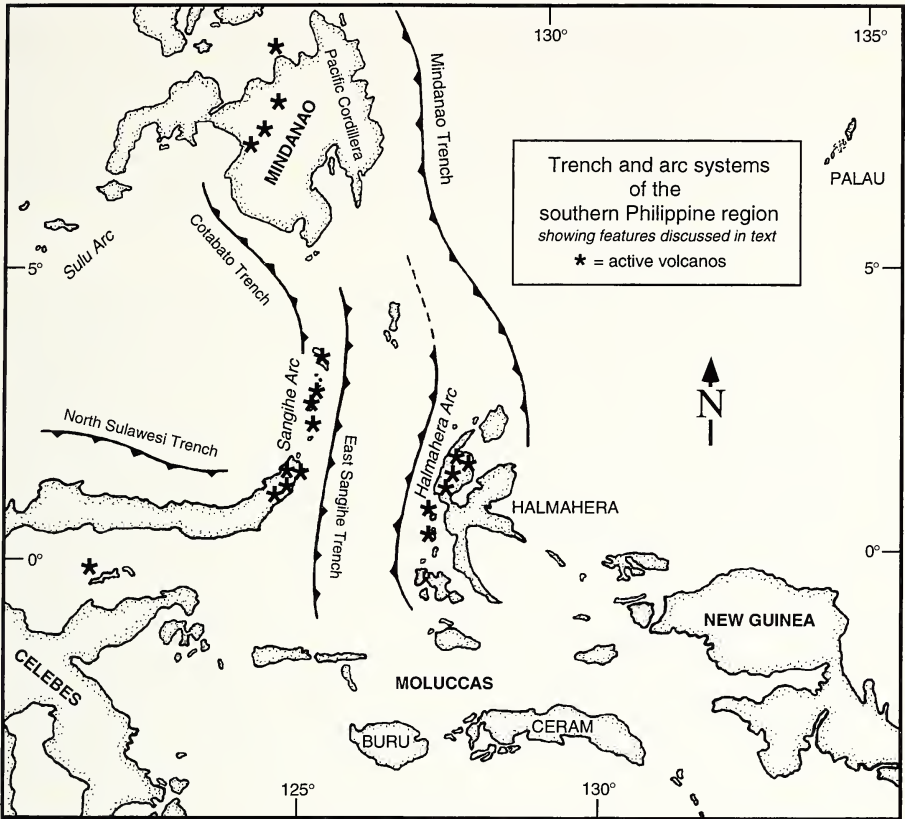 130°
135°
Pacific Cordillera
Mindanao Trench
MINDANAO
Trench and arc systems
of the
southern Philippine region
showing features discussed in text
* = active volcanos
PALAU
Cotabato Trench
Sulu Arc
5°
5°
Sangihe Arc
N
North Sulawesi Trench
Halmahera Arc
East Sangihe Trench
HALMAHERA
0°
0°
NEW GUINEA
CELEBES
MOLUCCAS
BURU
CERAM
125°
130°